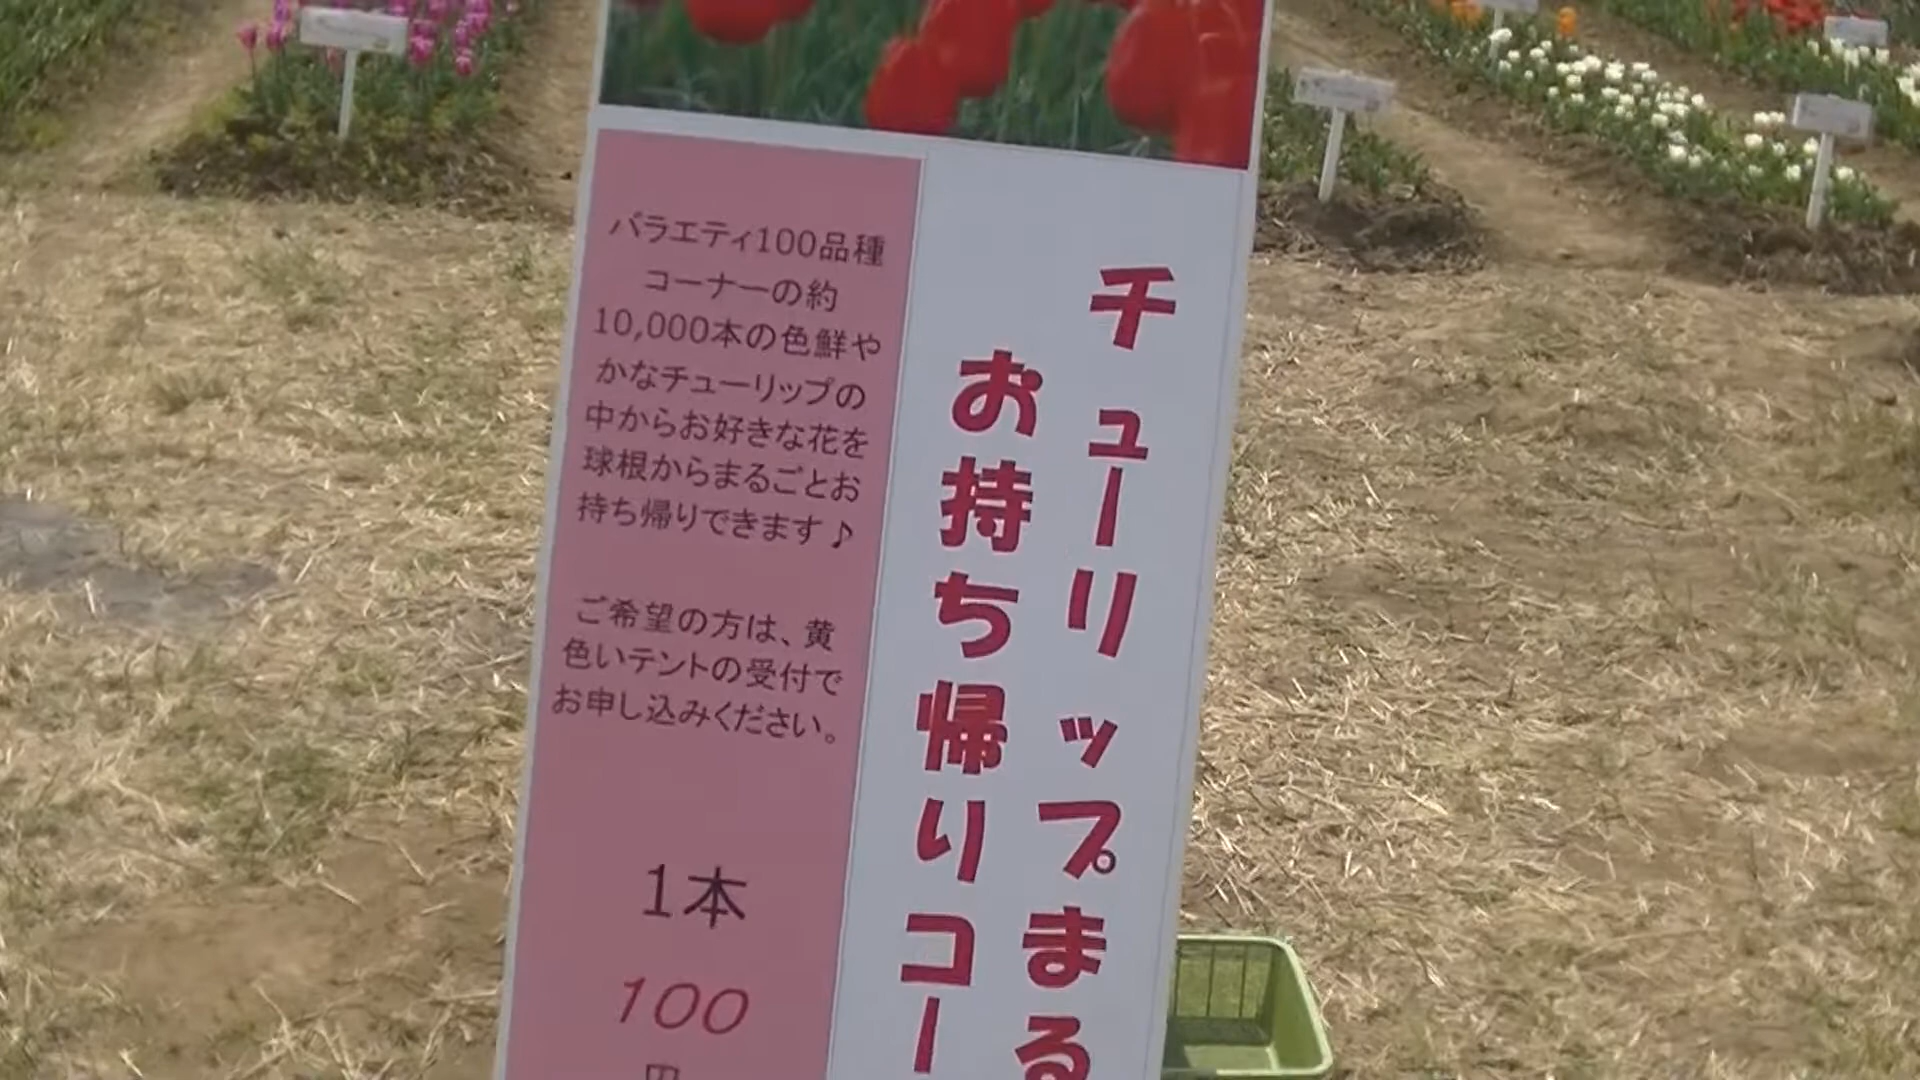 チューリップまる
お持ち帰りコー
バラエティ100品種
コーナーの約
10,000本の色鮮や
かなチューリップの
中からお好きな花を
球根からまるごとお
持ち帰りできます♪
ご希望の方は、黄
色いテントの受付で
お申し込みください。
1本
100
円